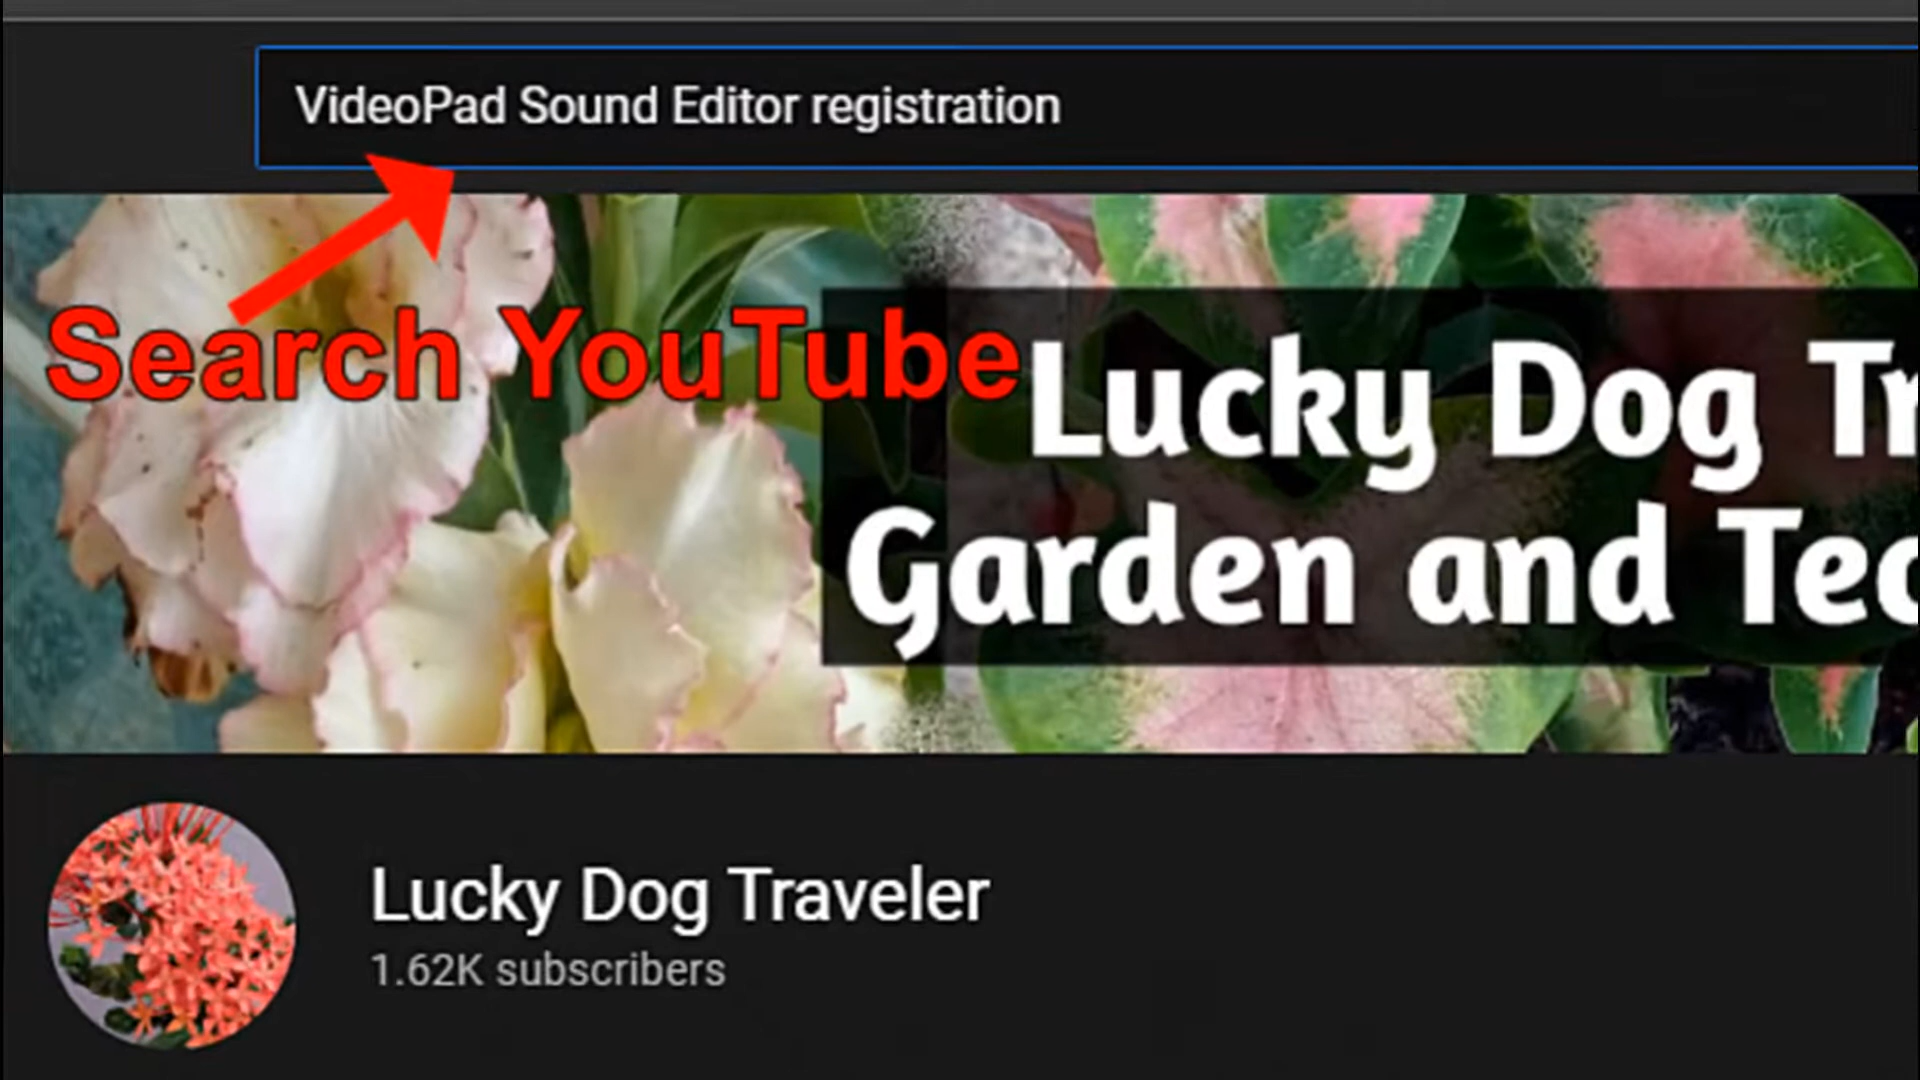 VideoPad Sound Editor registration
Search YouTube
Lucky Dog Tr
Garden and Tec
Lucky Dog Traveler
1.62K subscribers